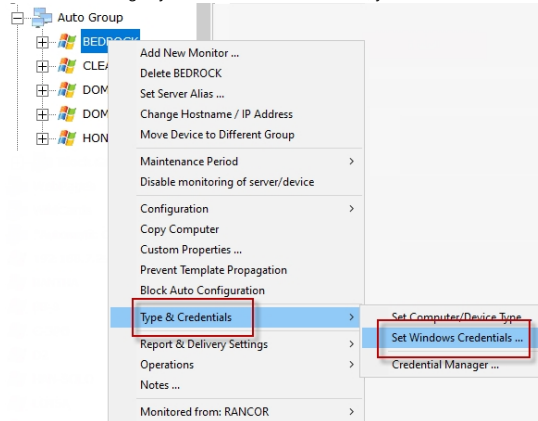 Auto Group
BEDROCK
CLEA
DOM
DOM
HON
Add New Monitor ...
Delete BEDROCK
Set Server Alias ...
Change Hostname / IP Address
Move Device to Different Group
Maintenance Period
Disable monitoring of server/device
Configuration
Copy Computer
Custom Properties ...
Prevent Template Propagation
Block Auto Configuration
Type & Credentials
Report & Delivery Settings
Operations
Notes ...
Monitored from: RANCOR
Set Computer/Device Type
Set Windows Credentials ...
Credential Manager ...